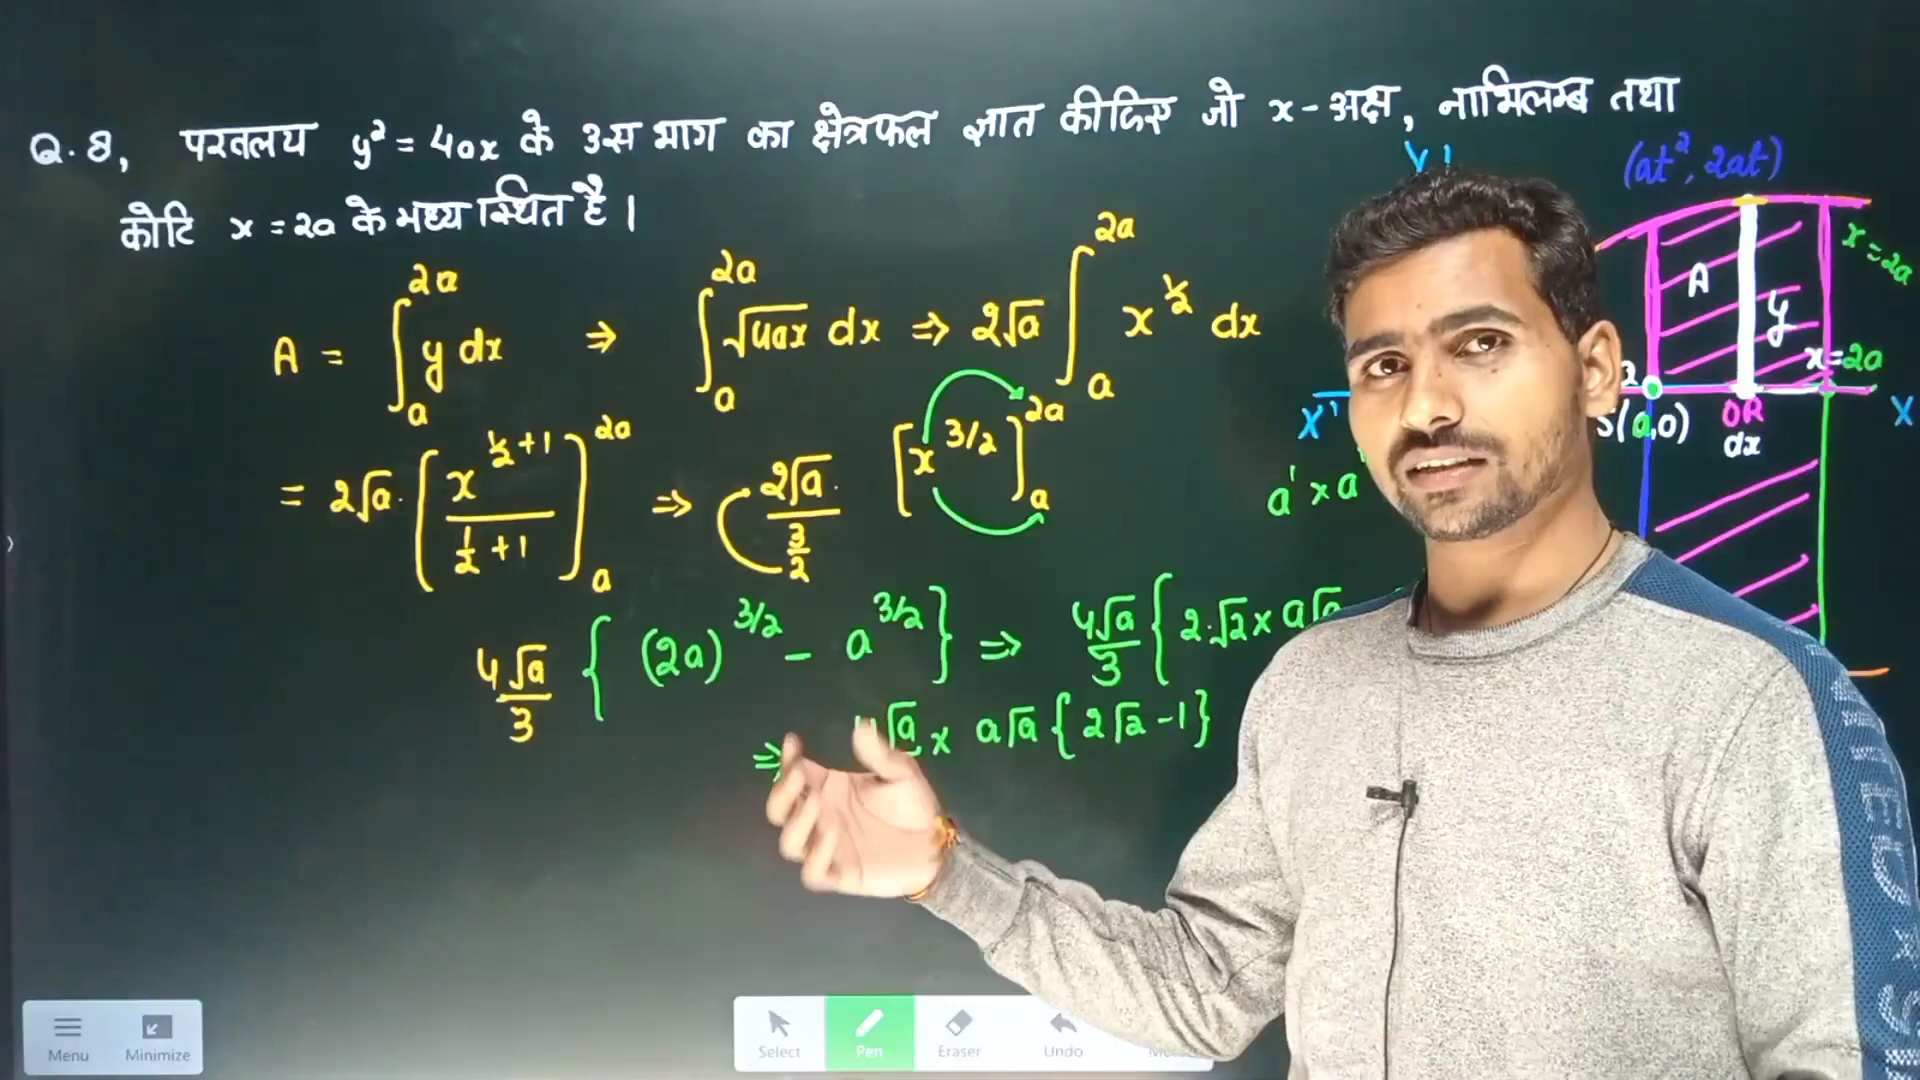 Q.8, परवलय y² = 4ax के उस भाग का क्षेत्रफल ज्ञात कीजिए जो x-अक्ष, नाभिलम्ब तथा
कोटि x = 2a के मध्य स्थित है ।
A = ∫ₐ²ᵃ y dx ⇒ ∫ₐ²ᵃ √4ax dx ⇒ 2√a ∫ₐ²ᵃ x^½ dx
= 2√a. [x^(½+1) / (½+1)]ₐ²ᵃ ⇒ 2√a / (3/2) . [x^3/2]ₐ²ᵃ
a¹ × a
4√a/3 { (2a)^3/2 - a^3/2 } ⇒ 4√a/3 { 2.√2 × a√a
⇒ √a × a√a {2√2 - 1}
(at², 2at)
x = 2a
A
y
x = 2a
X'
S(a,0)
OR
dx
X
Menu
Minimize
Select
Pen
Eraser
Undo